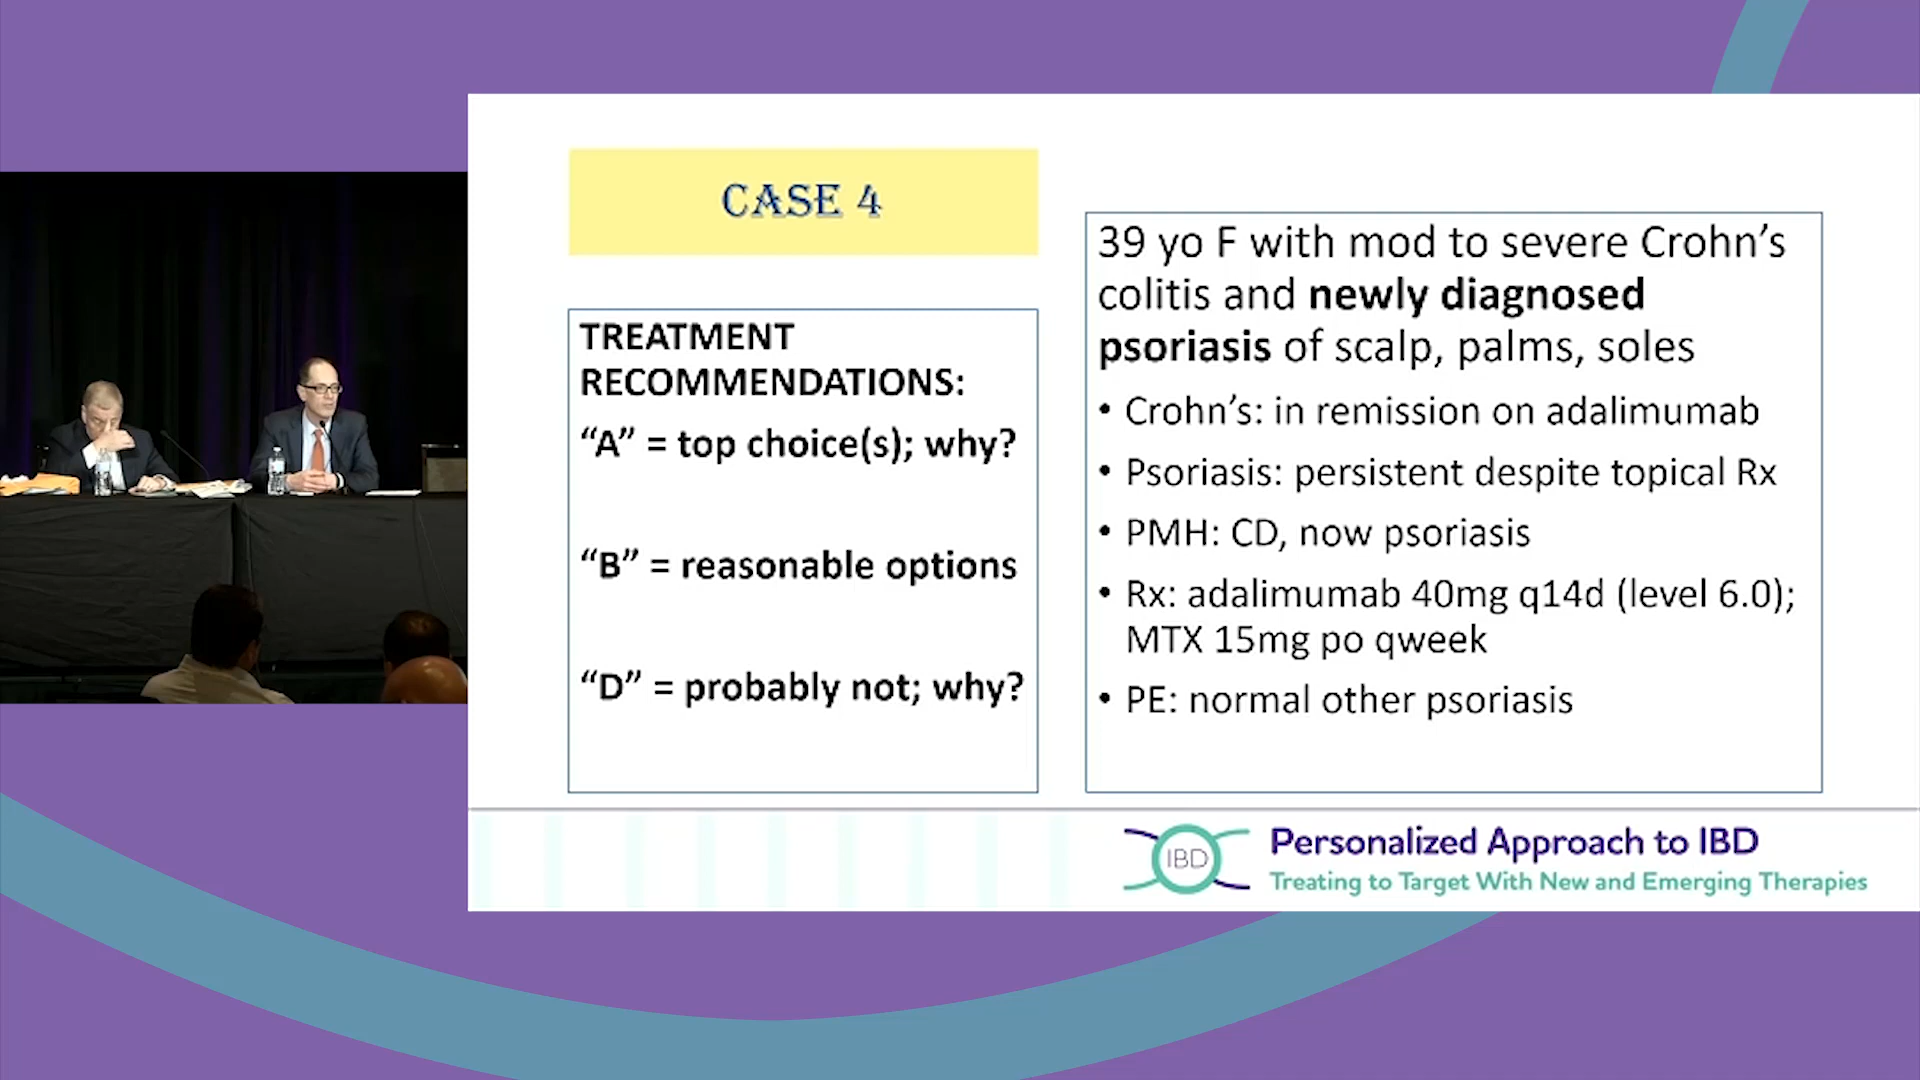 CASE 4
TREATMENT
RECOMMENDATIONS:
“A” = top choice(s); why?
“B” = reasonable options
“D” = probably not; why?
39 yo F with mod to severe Crohn’s
colitis and newly diagnosed
psoriasis of scalp, palms, soles
• Crohn’s: in remission on adalimumab
• Psoriasis: persistent despite topical Rx
• PMH: CD, now psoriasis
• Rx: adalimumab 40mg q14d (level 6.0);
MTX 15mg po qweek
• PE: normal other psoriasis
IBD
Personalized Approach to IBD
Treating to Target With New and Emerging Therapies